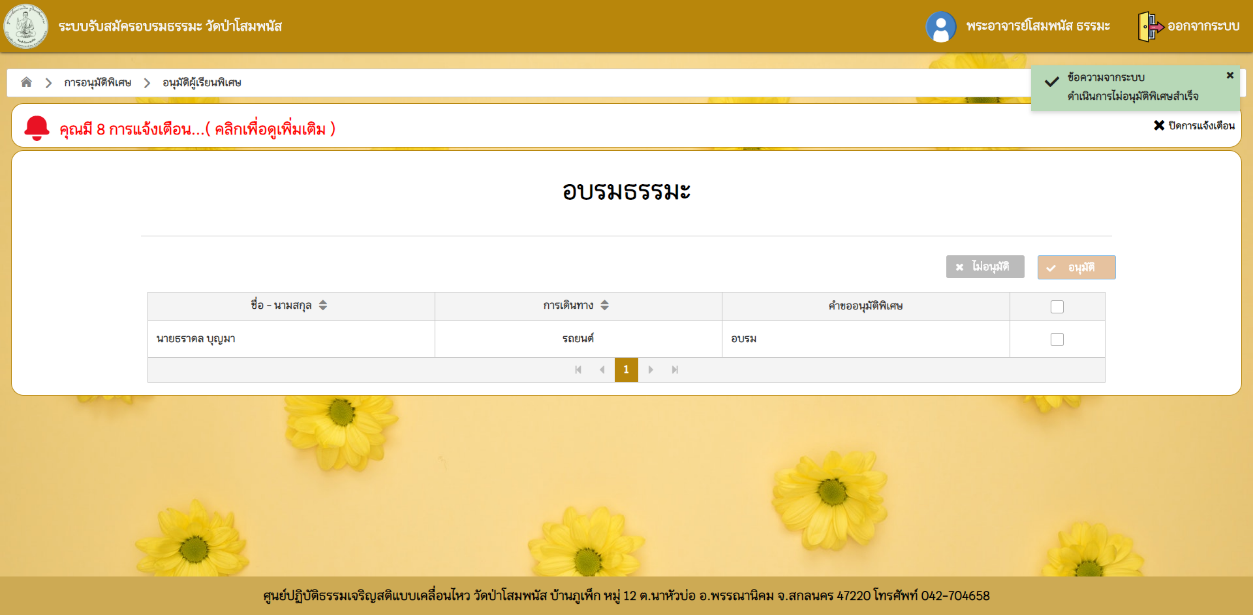 ระบบรับสมัครอบรมธรรมะ วัดป่าโสมพนัส
พระอาจารย์โสมพนัส ธรรมะ
ออกจากระบบ
การอนุมัติพิเศษ
อนุมัติผู้เรียนพิเศษ
ข้อความจากระบบ
ดำเนินการไม่อนุมัติพิเศษสำเร็จ
คุณมี 8 การแจ้งเตือน...( คลิกเพื่อดูเพิ่มเติม )
ปิดการแจ้งเตือน
อบรมธรรมะ
ไม่อนุมัติ
อนุมัติ
ชื่อ - นามสกุล
การเดินทาง
คำขออนุมัติพิเศษ
นายธราดล บุญมา
รถยนต์
อบรม
1
ศูนย์ปฏิบัติธรรมเจริญสติแบบเคลื่อนไหว วัดป่าโสมพนัส บ้านภูเพ็ก หมู่ 12 ต.นาหัวบ่อ อ.พรรณานิคม จ.สกลนคร 47220 โทรศัพท์ 042-704658